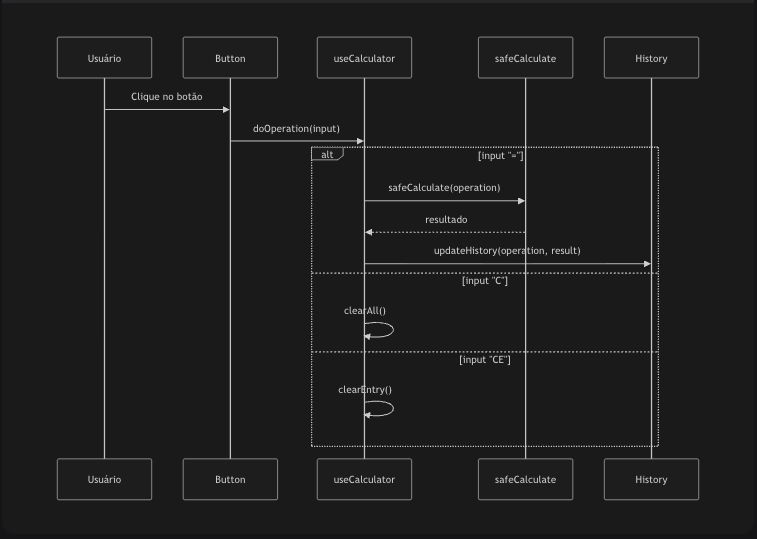 Usuário Button useCalculator safeCalculate History
Clique no botão
doOperation(input)
alt [input "="]
safeCalculate(operation)
resultado
updateHistory(operation, result)
[input "C"]
clearAll()
[input "CE"]
clearEntry()
Usuário Button useCalculator safeCalculate History